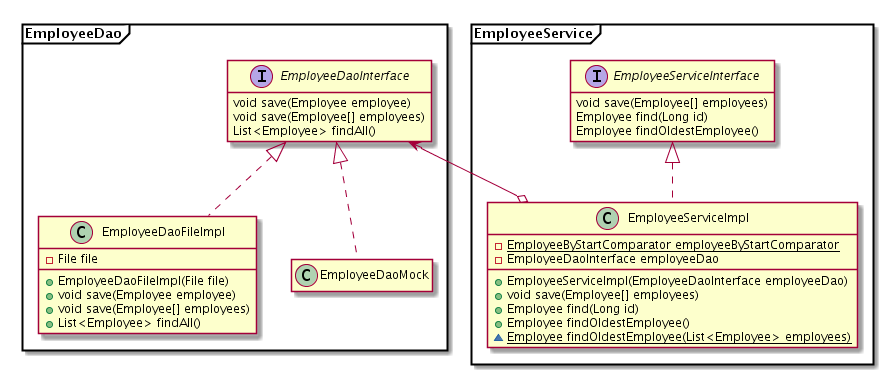 EmployeeDao
I EmployeeDaoInterface
void save(Employee employee)
void save(Employee[] employees)
List<Employee> findAll()
C EmployeeDaoFileImpl
File file
EmployeeDaoFileImpl(File file)
void save(Employee employee)
void save(Employee[] employees)
List<Employee> findAll()
C EmployeeDaoMock
EmployeeService
I EmployeeServiceInterface
void save(Employee[] employees)
Employee find(Long id)
Employee findOldestEmployee()
C EmployeeServiceImpl
EmployeeByStartComparator employeeByStartComparator
EmployeeDaoInterface employeeDao
EmployeeServiceImpl(EmployeeDaoInterface employeeDao)
void save(Employee[] employees)
Employee find(Long id)
Employee findOldestEmployee()
Employee findOldestEmployee(List<Employee> employees)